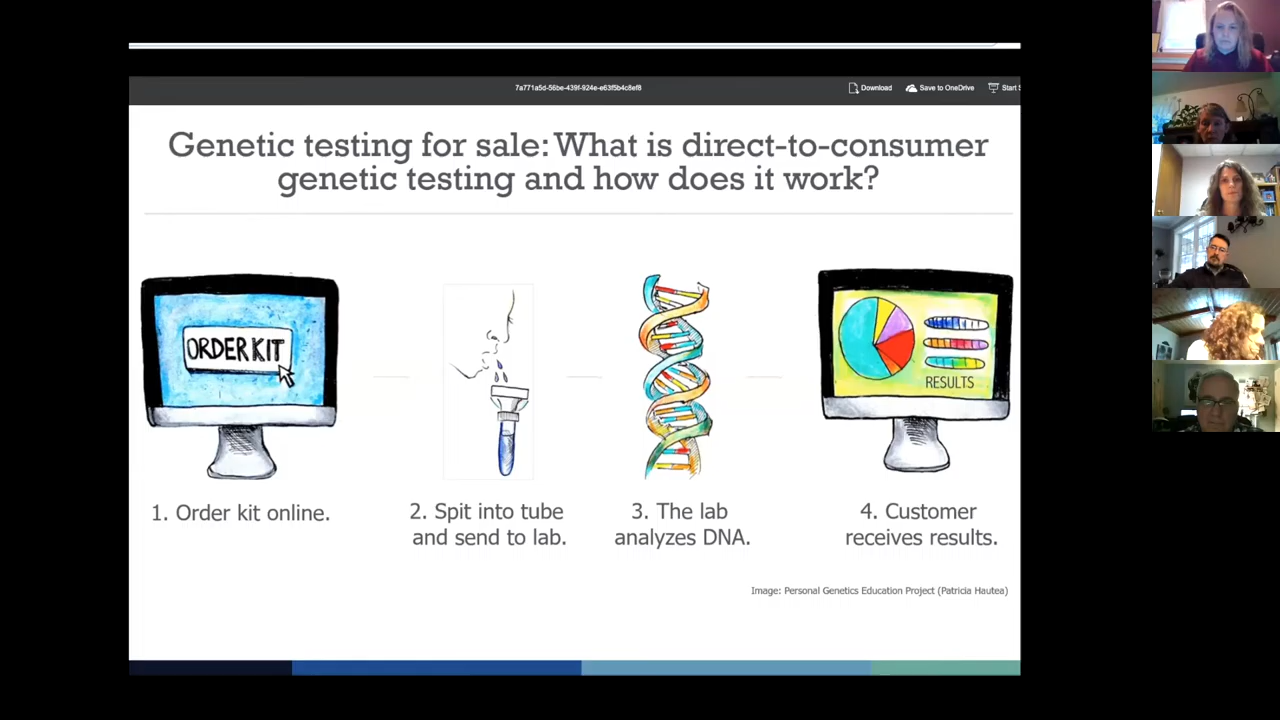 7a771a5d-56be-439f-924e-e63f5b4c8ef8
Download
Save to OneDrive
Start S
Genetic testing for sale: What is direct-to-consumer
genetic testing and how does it work?
ORDER KIT
RESULTS
1. Order kit online.
2. Spit into tube
and send to lab.
3. The lab
analyzes DNA.
4. Customer
receives results.
Image: Personal Genetics Education Project (Patricia Hautea)